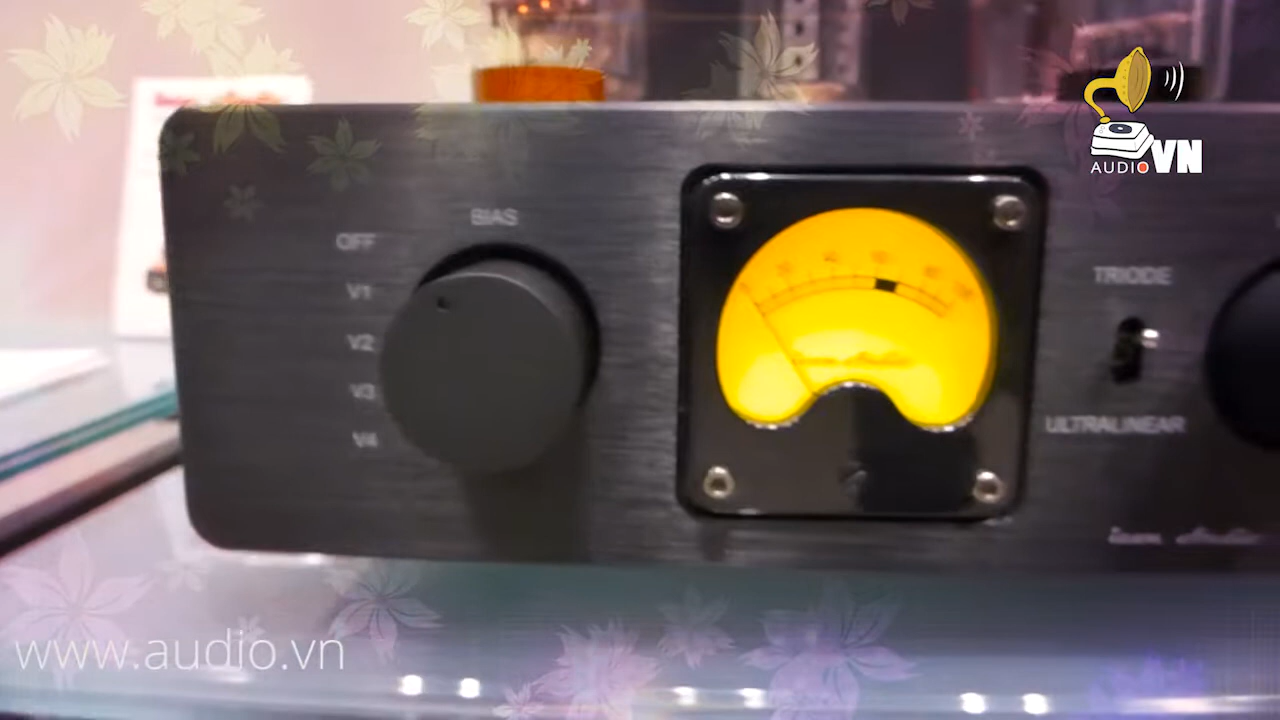 AUDIO VN
BIAS
OFF
V1
V2
V3
V4
TRIODE
ULTRALINEAR
www.audio.vn